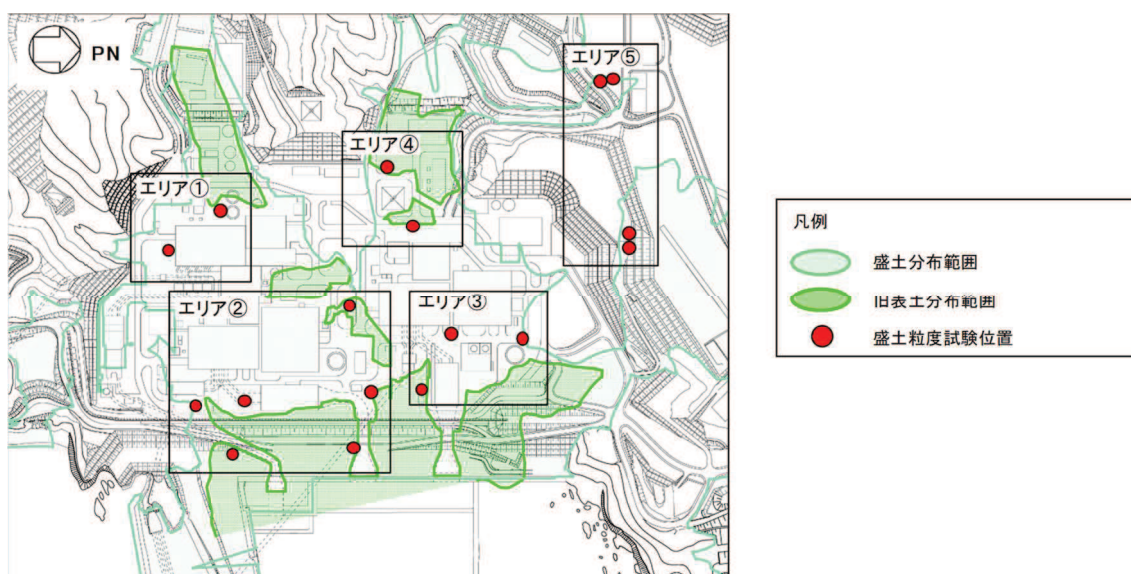 PN
エリア⑤
エリア④
エリア①
エリア②
エリア③
凡例
盛土分布範囲
旧表土分布範囲
盛土粒度試験位置